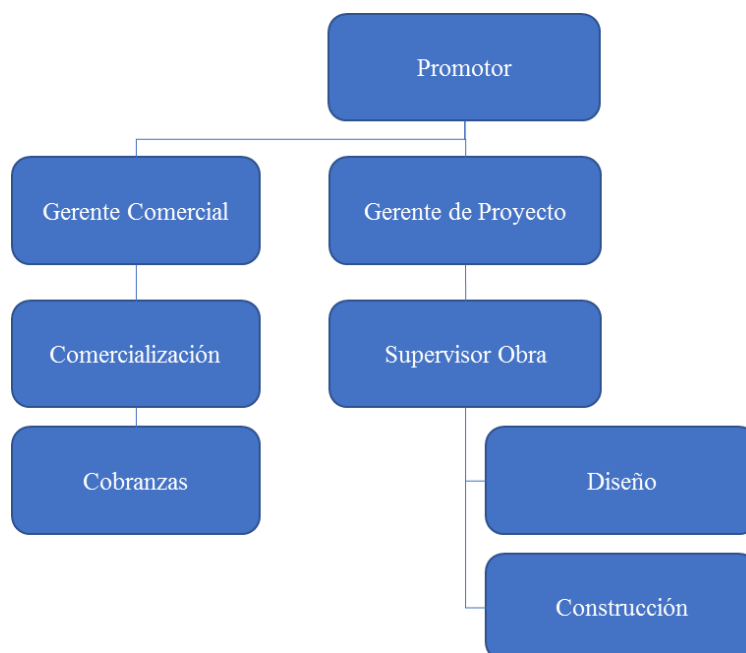 Promotor
Gerente Comercial
Gerente de Proyecto
Comercialización
Supervisor Obra
Cobranzas
Diseño
Construcción